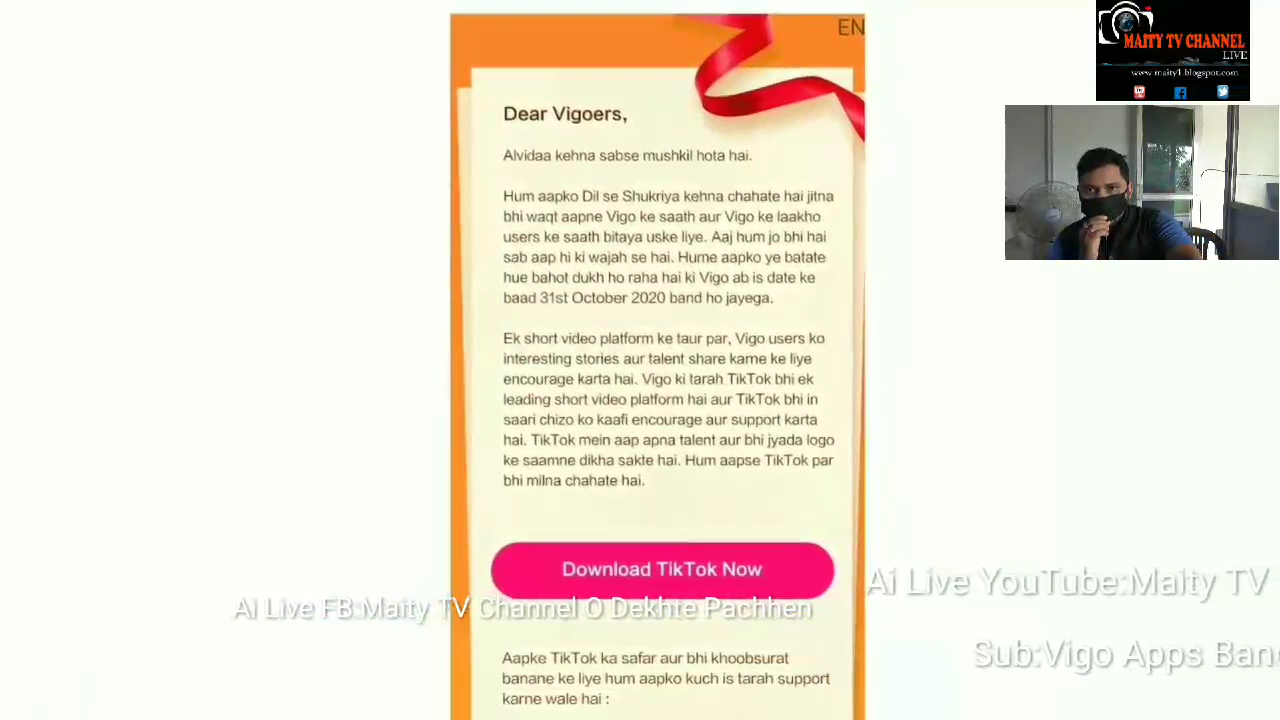 EN
MAITY TV CHANNEL
LIVE
www.maity1.blogspot.com
Dear Vigoers,
Alvidaa kehna sabse mushkil hota hai.
Hum aapko Dil se Shukriya kehna chahate hai jitna
bhi waqt aapne Vigo ke saath aur Vigo ke laakho
users ke saath bitaya uske liye. Aaj hum jo bhi hai
sab aap hi ki wajah se hai. Hume aapko ye batate
hue bahot dukh ho raha hai ki Vigo ab is date ke
baad 31st October 2020 band ho jayega.
Ek short video platform ke taur par, Vigo users ko
interesting stories aur talent share karne ke liye
encourage karta hai. Vigo ki tarah TikTok bhi ek
leading short video platform hai aur TikTok bhi in
saari chizo ko kaafi encourage aur support karta
hai. TikTok mein aap apna talent aur bhi jyada logo
ke saamne dikha sakte hai. Hum aapse TikTok par
bhi milna chahate hai.
Download TikTok Now
Ai Live FB:Maity TV Channel O Dekhte Pachhen
Ai Live YouTube:Maity TV
Sub:Vigo Apps Ban
Aapke TikTok ka safar aur bhi khoobsurat
banane ke liye hum aapko kuch is tarah support
karne wale hai :